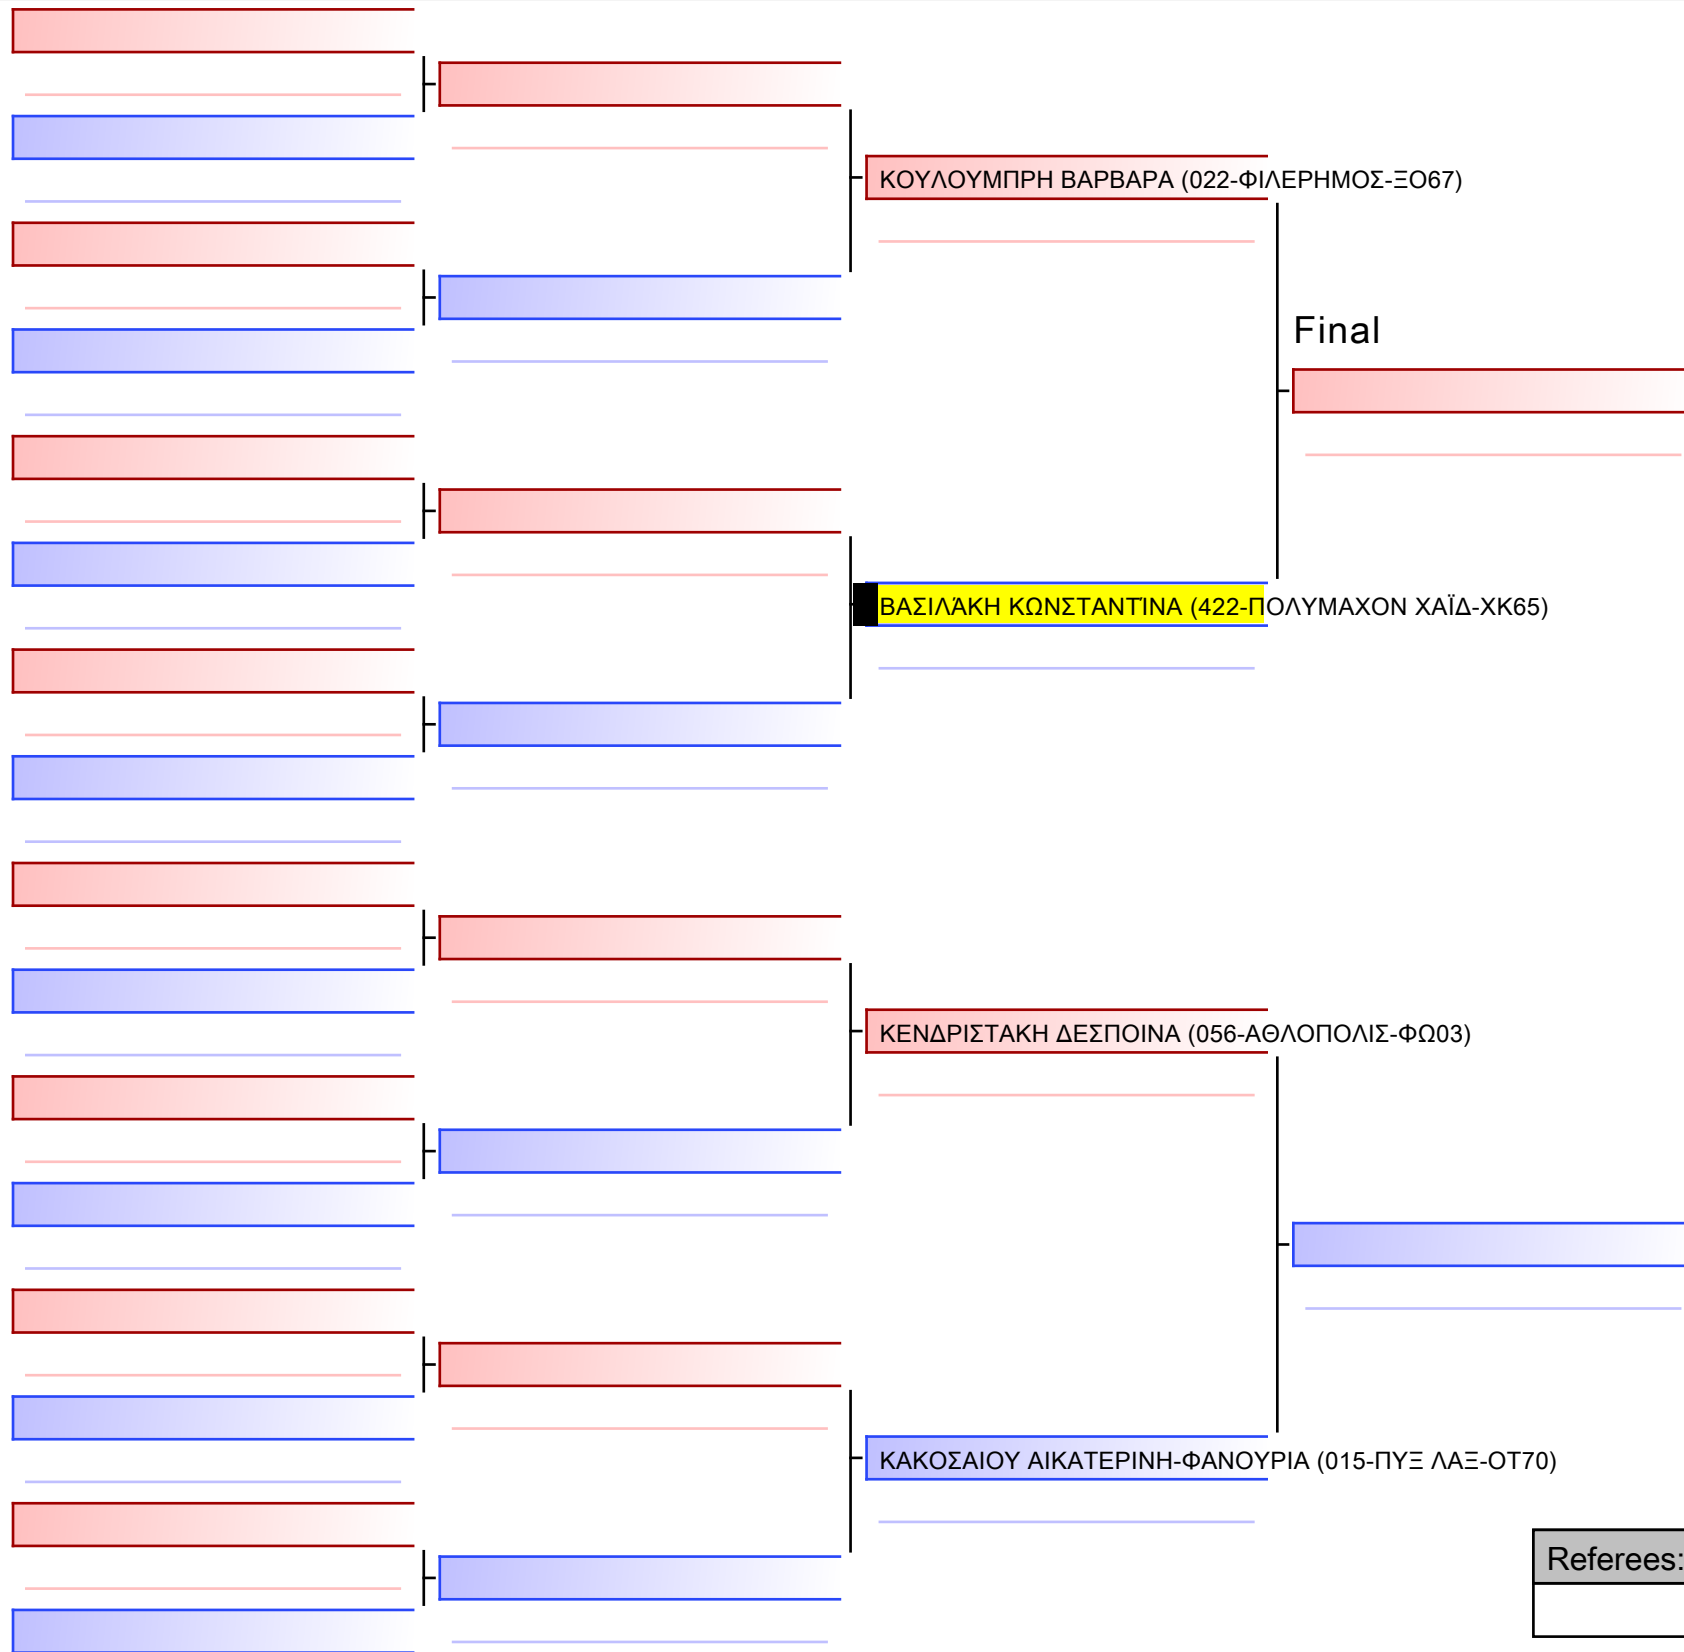 ΚΟΥΛΟΥΜΠΡΗ ΒΑΡΒΑΡΑ (022-ΦΙΛΕΡΗΜΟΣ-ΞΟ67)
Final
ΒΑΣΙΛΆΚΗ ΚΩΝΣΤΑΝΤΊΝΑ (422-ΠΟΛΥΜΑΧΟΝ ΧΑΪΔ-ΧΚ65)
ΚΕΝΔΡΙΣΤΑΚΗ ΔΕΣΠΟΙΝΑ (056-ΑΘΛΟΠΟΛΙΣ-ΦΩ03)
ΚΑΚΟΣΑΙΟΥ ΑΙΚΑΤΕΡΙΝΗ-ΦΑΝΟΥΡΙΑ (015-ΠΥΞ ΛΑΞ-ΟΤ70)
Referees: